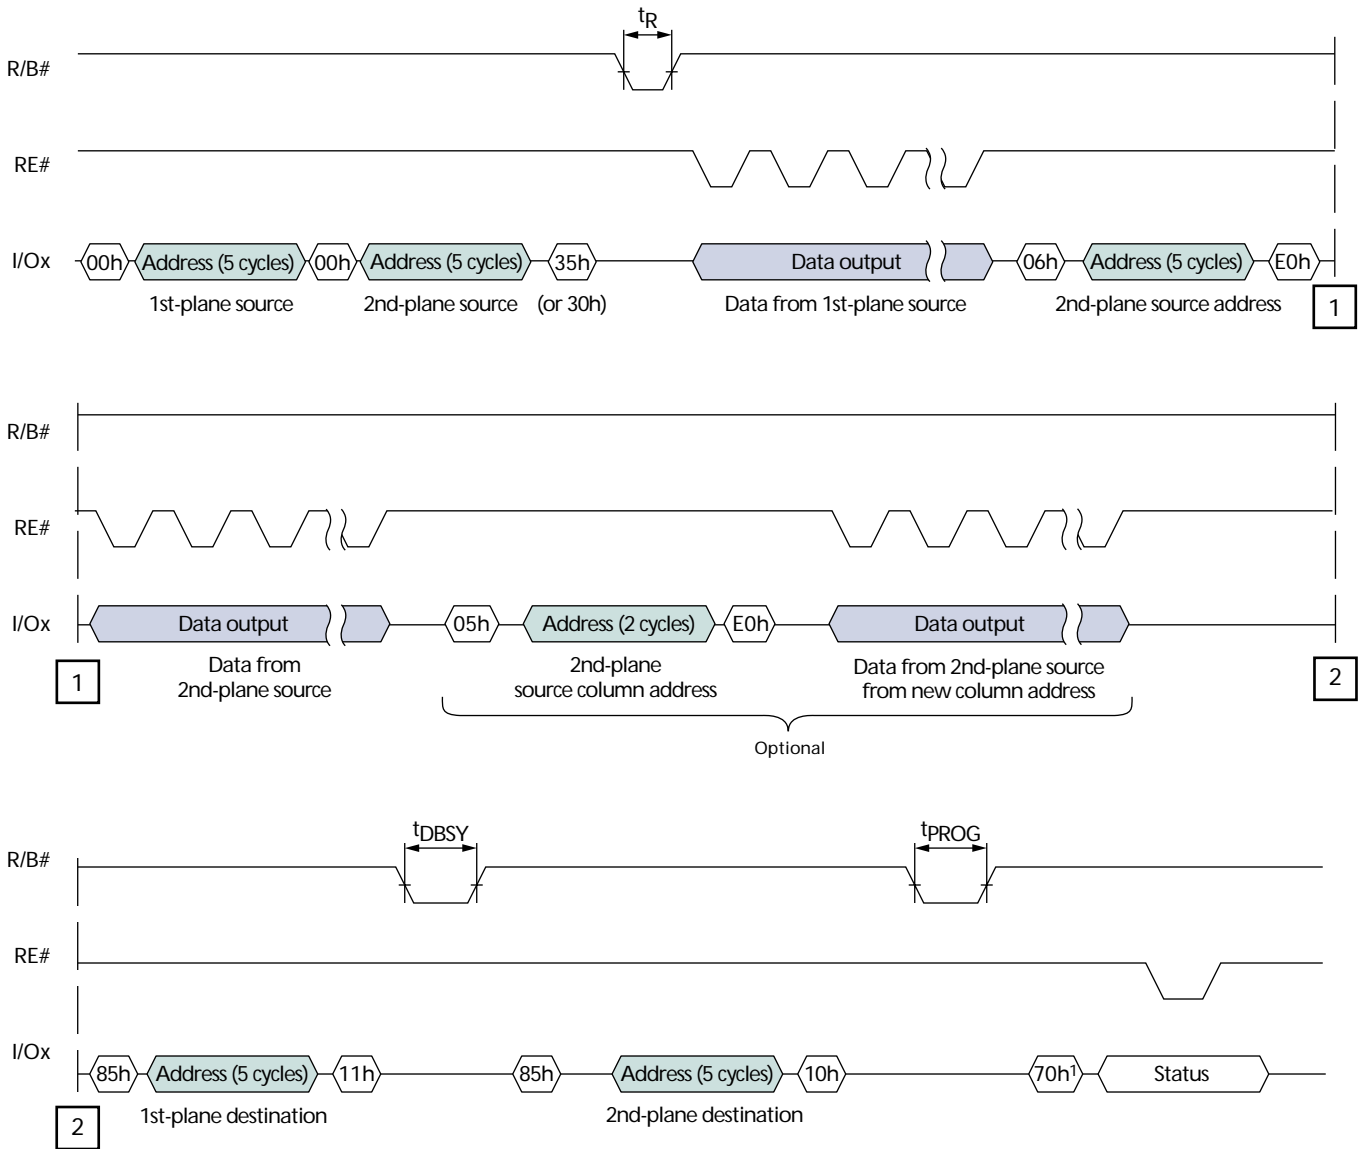 tR
R/B#
RE#
I/Ox 00h Address (5 cycles) 00h Address (5 cycles) 35h Data output 06h Address (5 cycles) E0h
1st-plane source 2nd-plane source (or 30h) Data from 1st-plane source 2nd-plane source address 1
R/B#
RE#
I/Ox Data output 05h Address (2 cycles) E0h Data output
1 Data from 2nd-plane Data from 2nd-plane source 2
2nd-plane source source column address from new column address
Optional
tDBSY tPROG
R/B#
RE#
I/Ox 85h Address (5 cycles) 11h 85h Address (5 cycles) 10h 70h1 Status
2 1st-plane destination 2nd-plane destination